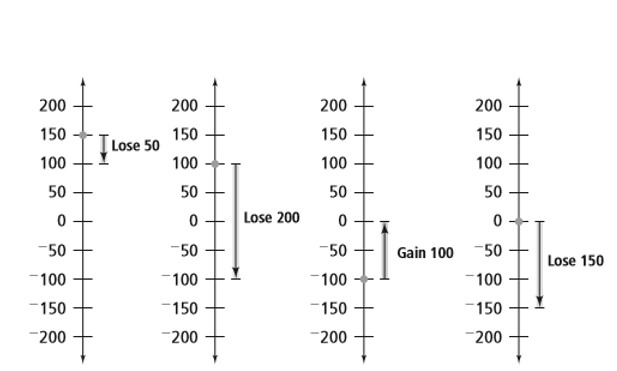 200 200 200 200
150 150 150 150
Lose 50
100 100 100 100
50 50 50 50
0 0 0 0
Lose 200
⁻50 ⁻50 ⁻50 ⁻50
Gain 100
Lose 150
⁻100 ⁻100 ⁻100 ⁻100
⁻150 ⁻150 ⁻150 ⁻150
⁻200 ⁻200 ⁻200 ⁻200